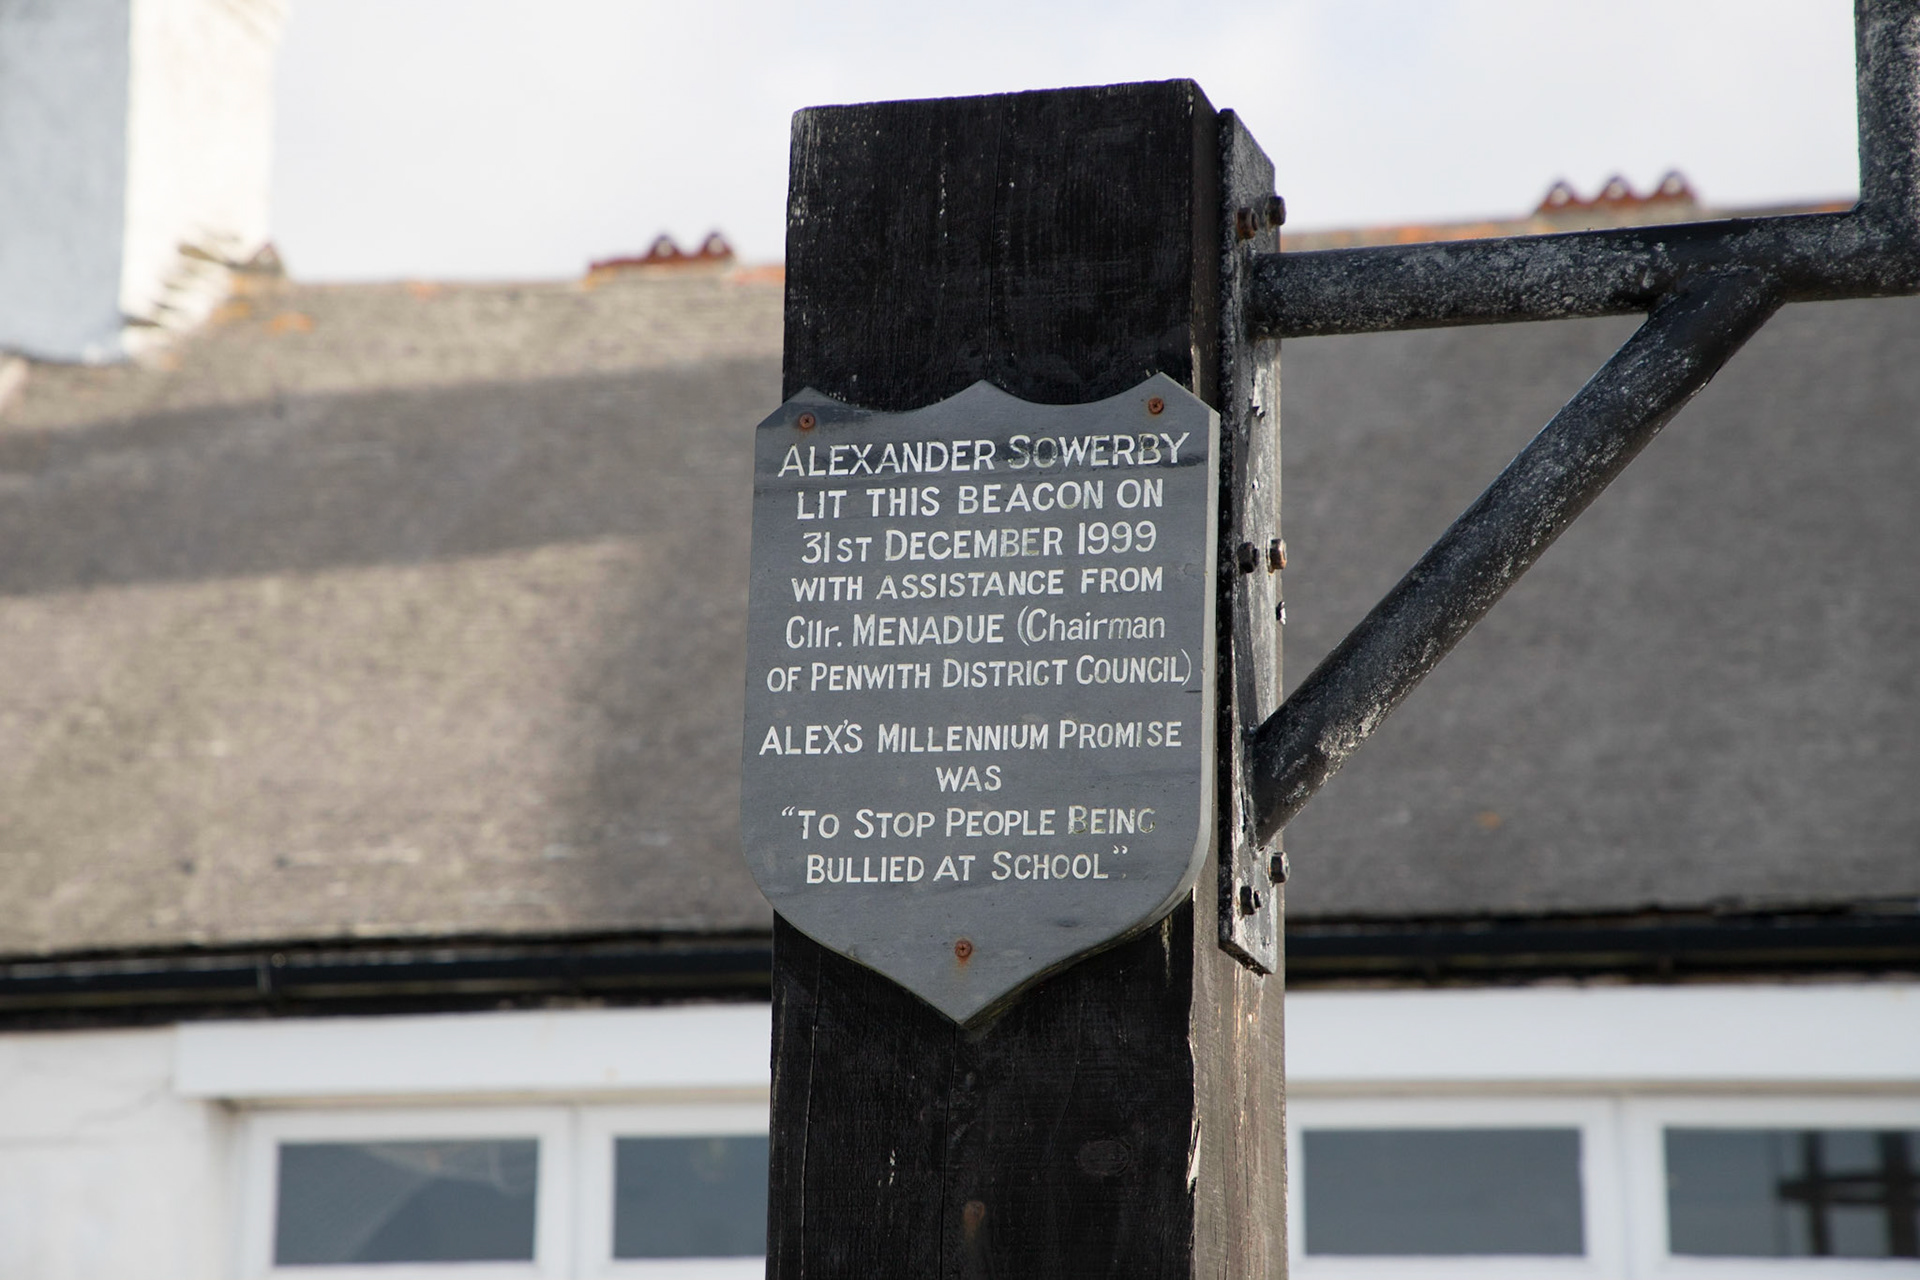 ALEXANDER SOWERBY
LIT THIS BEACON ON
31ST DECEMBER 1999
WITH ASSISTANCE FROM
Cllr. MENADUE (Chairman
OF PENWITH DISTRICT COUNCIL)
ALEX'S MILLENNIUM PROMISE
WAS
"TO STOP PEOPLE BEING
BULLIED AT SCHOOL".